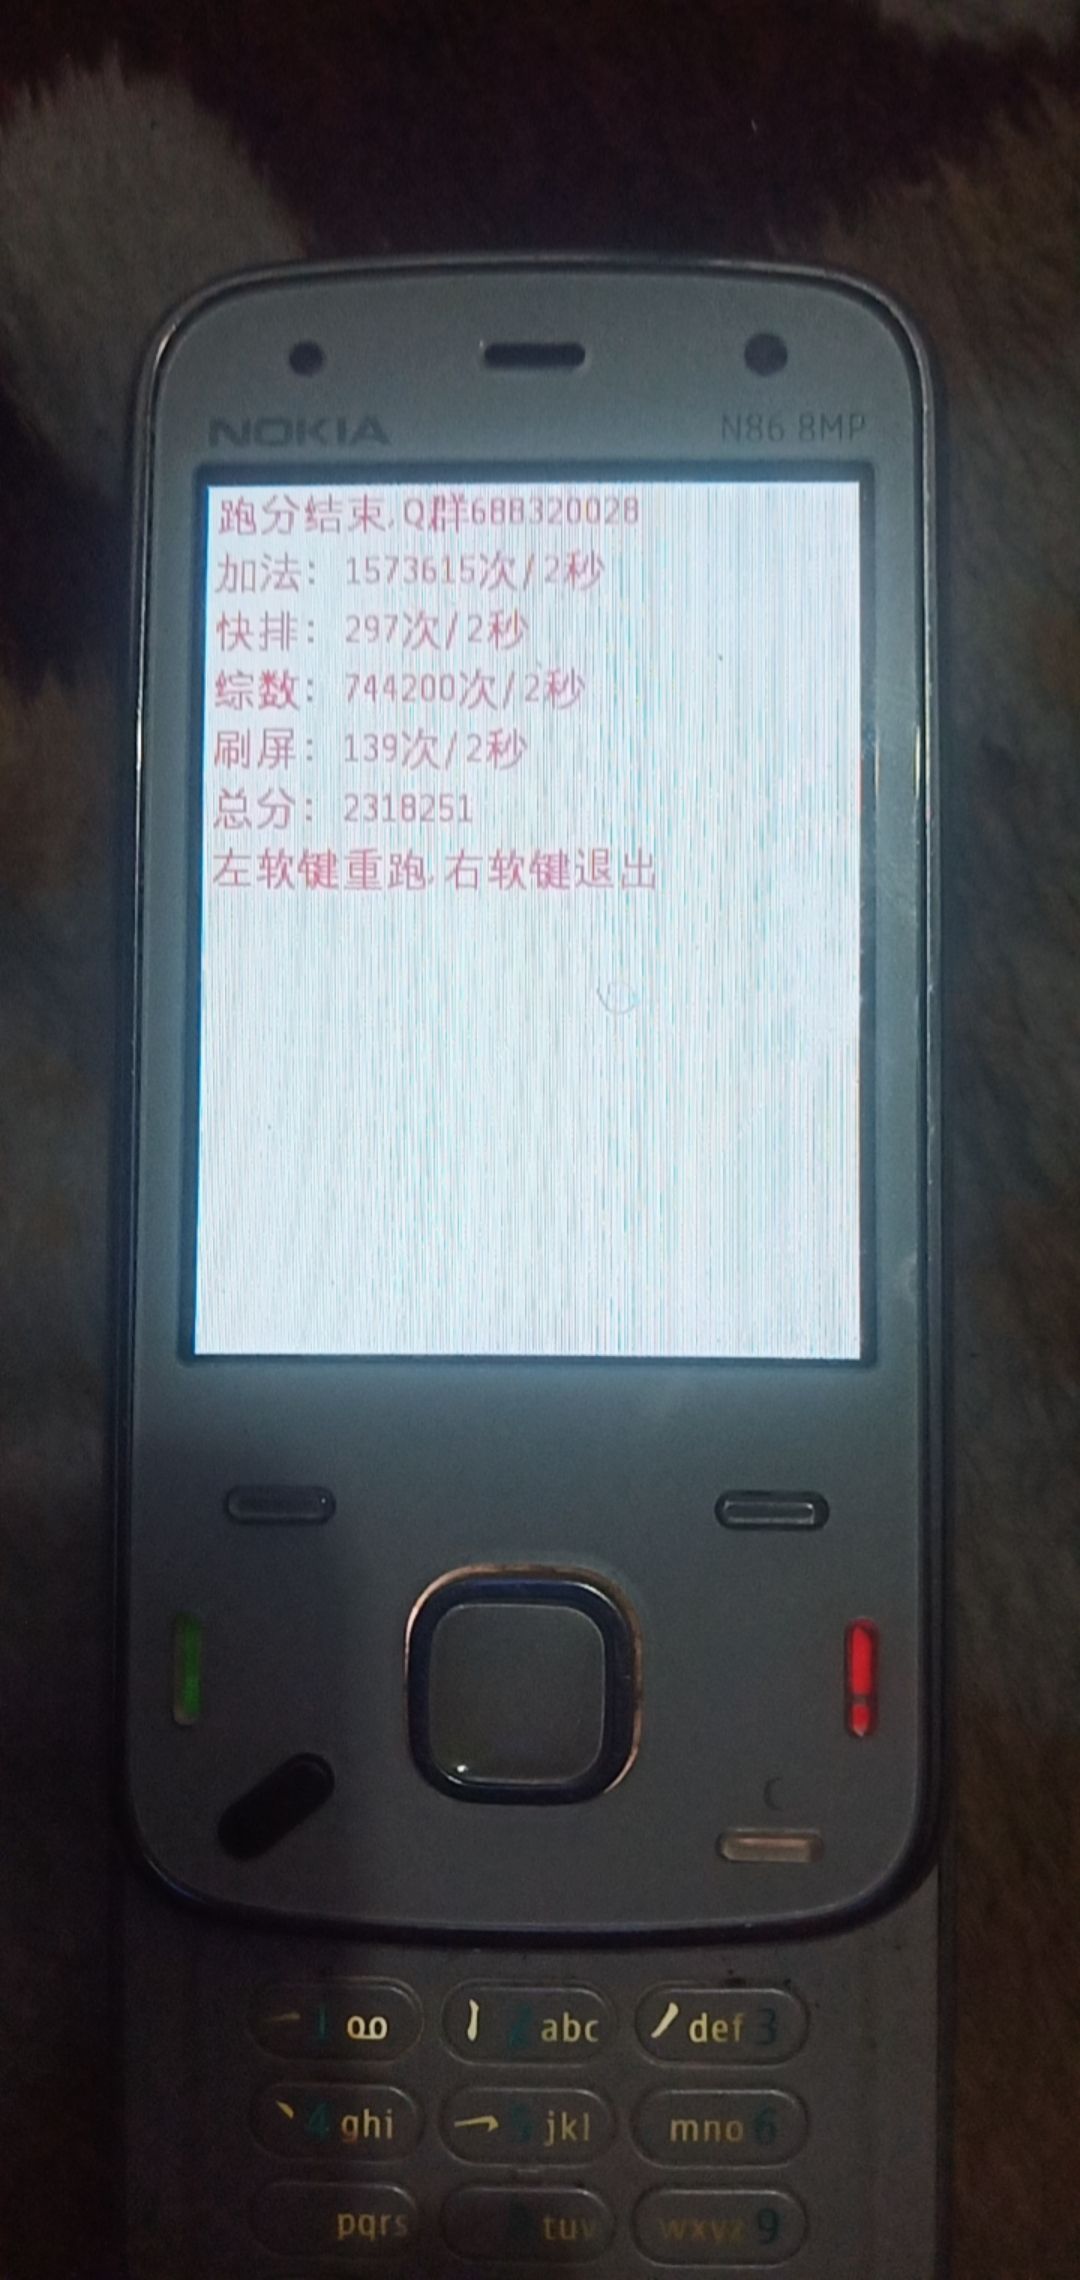 NOKIA N86 8MP
跑分结束,Q群688320028
加法：1573615次/2秒
快排：297次/2秒
综数：744200次/2秒
刷屏：139次/2秒
总分：2318251
左软键重跑,右软键退出
C
一 1 ㇐ 2 abc 丿 def 3
丶 4 ghi 乛 5 jkl mno 6
pqrs tuv wxyz 9